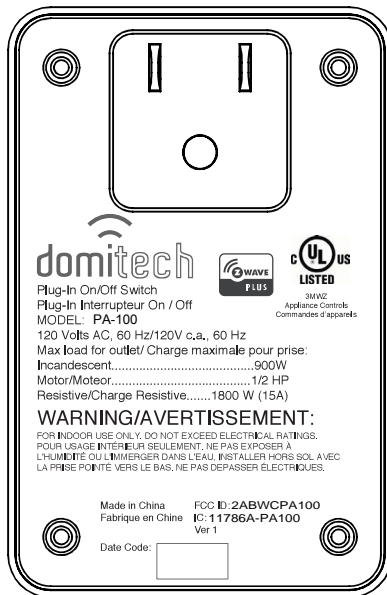 domitech
Z WAVE
PLUS
C UL US
LISTED
3MWZ
Appliance Controls
Commandes d'appareils
Plug-In On/Off Switch
Plug-In Interrupteur On / Off
MODEL: PA-100
120 Volts AC, 60 Hz/120V c.a., 60 Hz
Max load for outlet/ Charge maximale pour prise:
Incandescent.......................................900W
Motor/Moteor.....................................1/2 HP
Resistive/Charge Resistive.......1800 W (15A)
WARNING/AVERTISSEMENT:
FOR INDOOR USE ONLY. DO NOT EXCEED ELECTRICAL RATINGS.
POUR USAGE INTÉRIEUR SEULEMENT. NE PAS EXPOSER À
L'HUMIDITÉ OU L'IMMERGER DANS L'EAU, INSTALLER HORS SOL AVEC
LA PRISE POINTÉ VERS LE BAS. NE PAS DEPASSER ÉLECTRIQUES.
Made in China FCC ID: 2ABWCPA100
Fabrique en Chine IC: 11786A-PA100
Ver 1
Date Code: